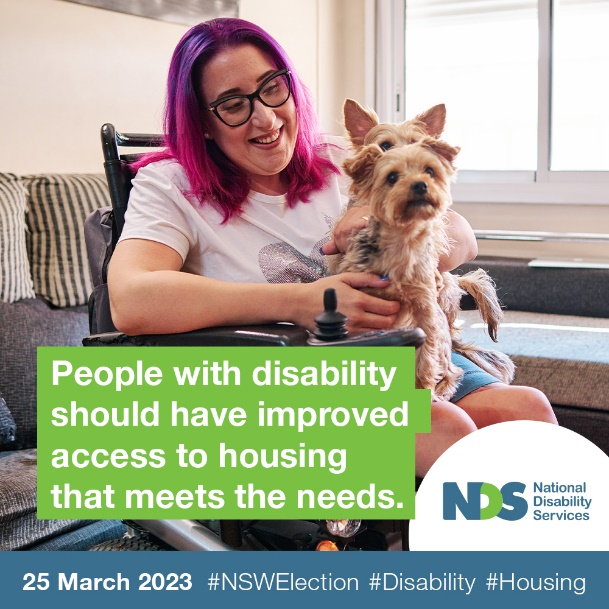 People with disability
should have improved
access to housing
that meets the needs.
NDS National
Disability
Services
25 March 2023 #NSWElection #Disability #Housing